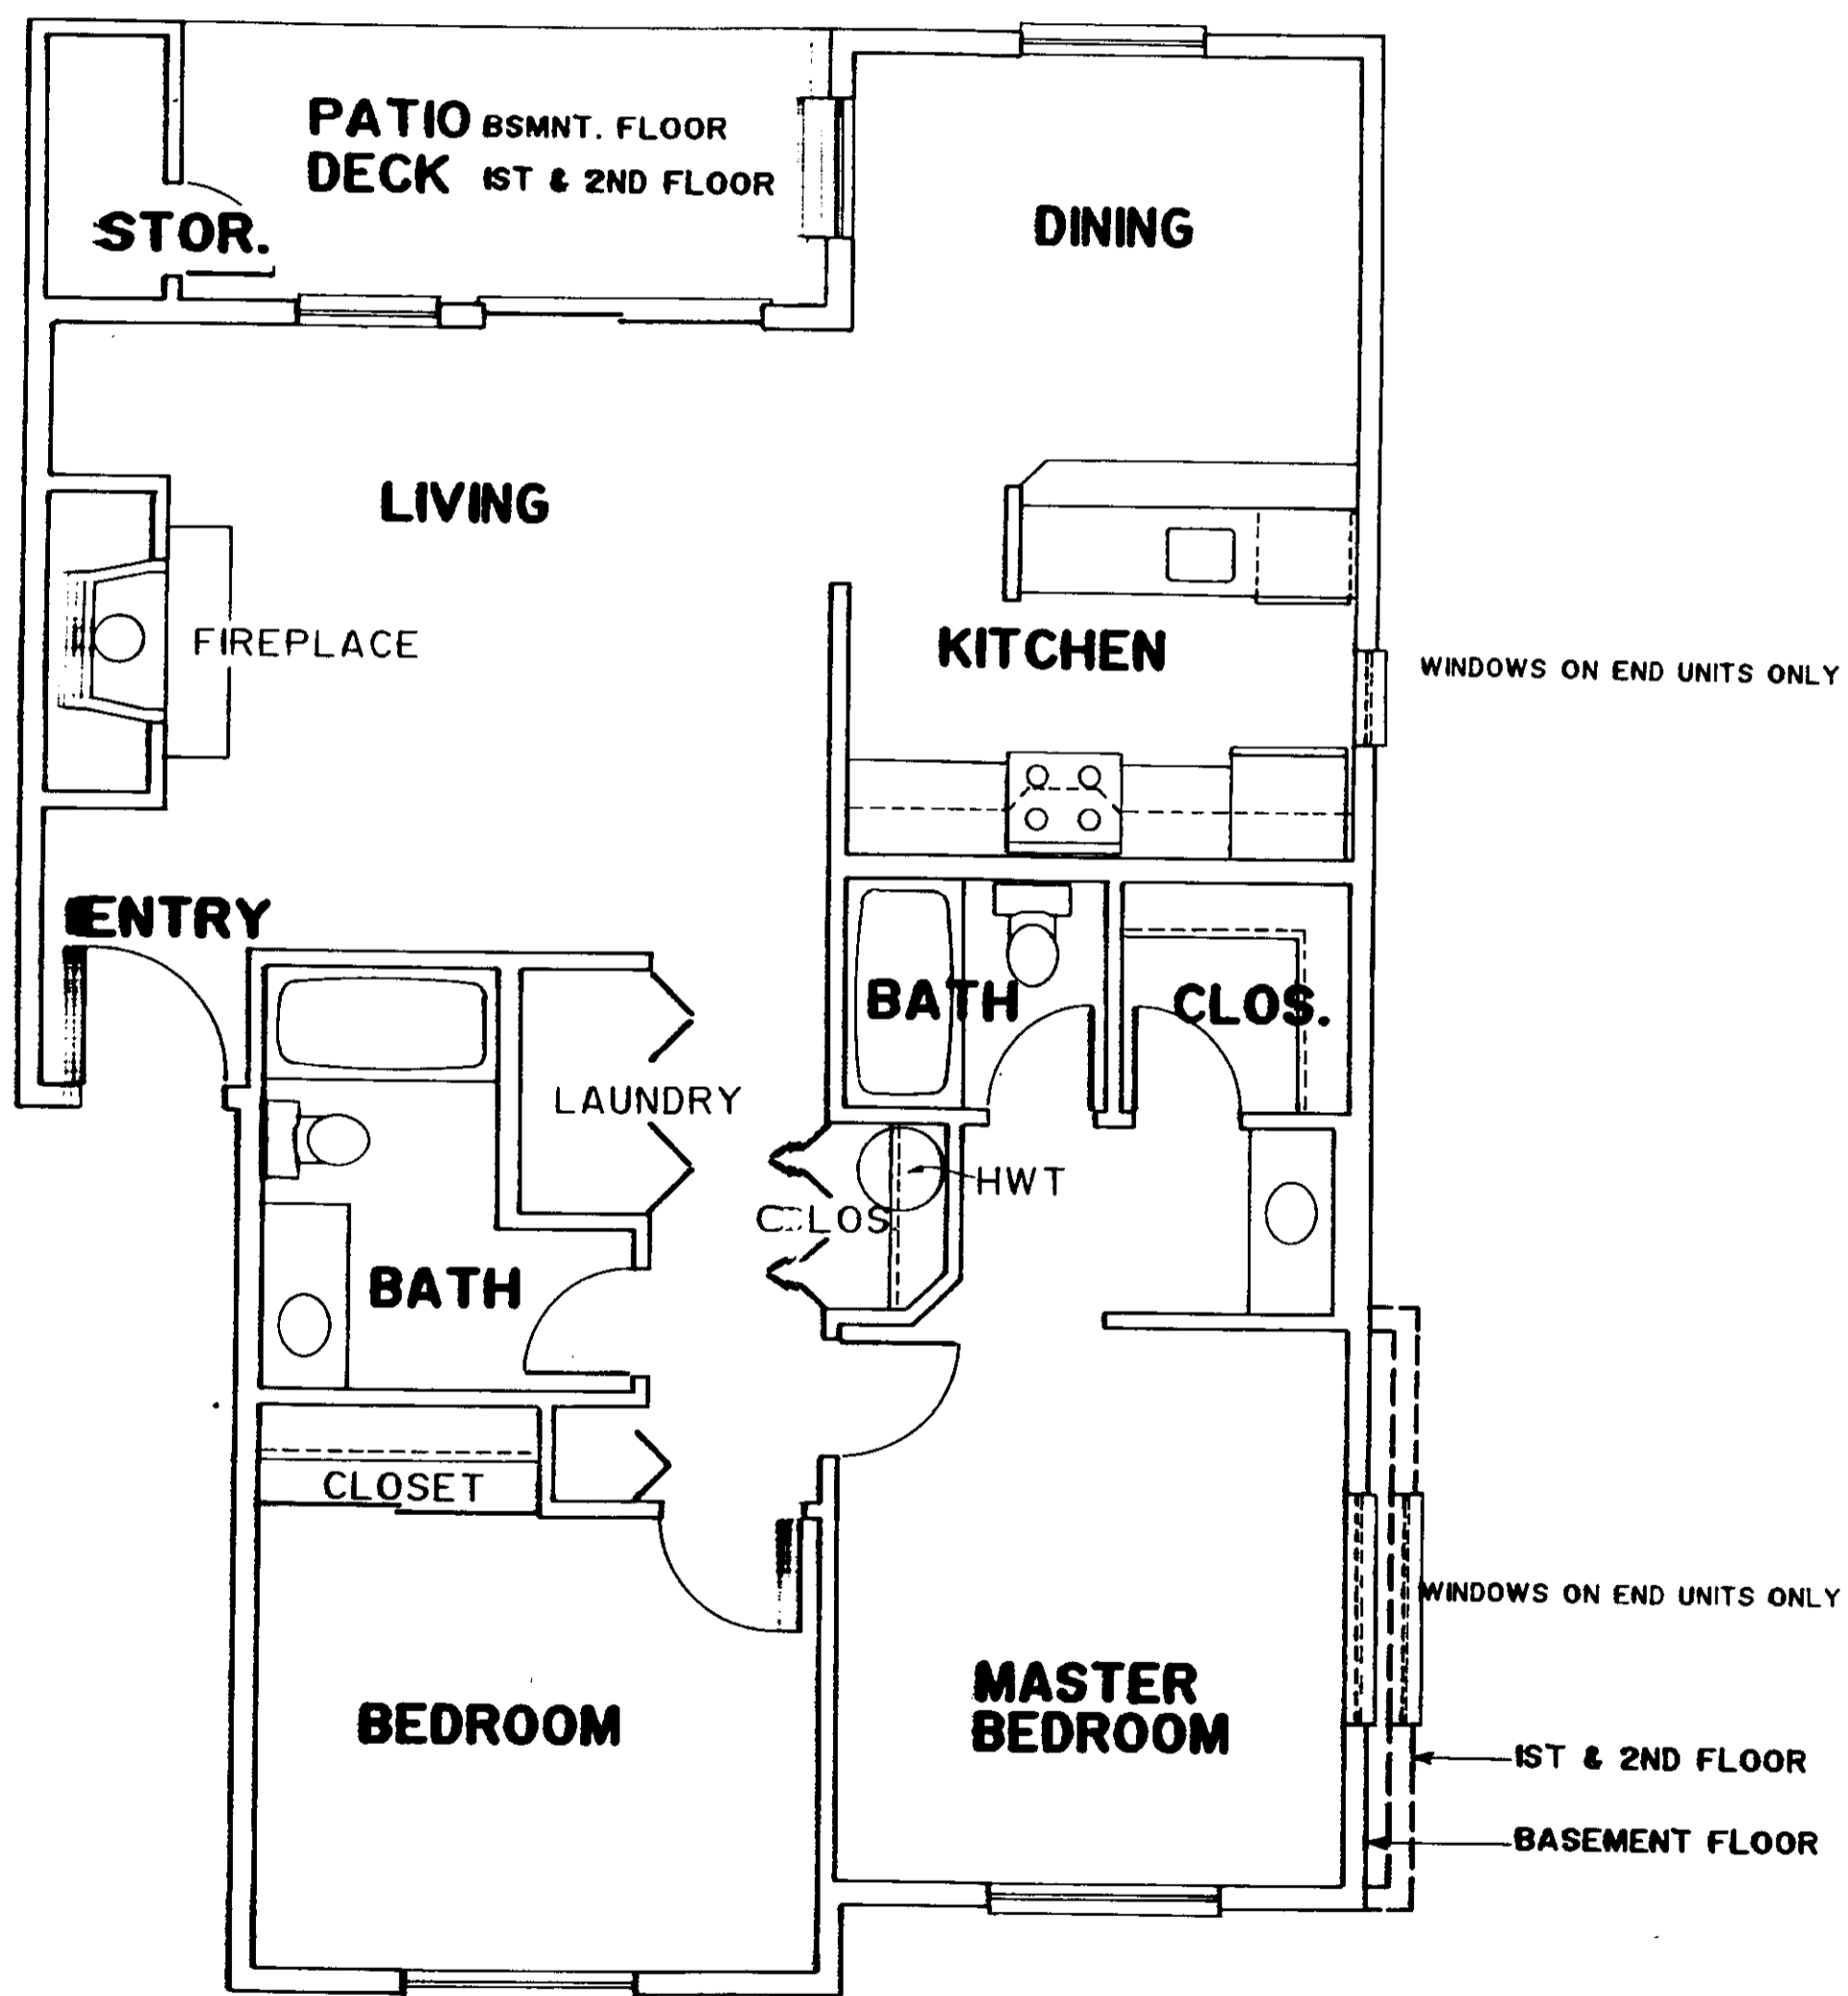 PATIO BSMNT. FLOOR
DECK 1ST & 2ND FLOOR
STOR.
DINING
LIVING
FIREPLACE
KITCHEN
WINDOWS ON END UNITS ONLY
ENTRY
BATH
CLOS.
LAUNDRY
HWT
CLOS
BATH
CLOSET
WINDOWS ON END UNITS ONLY
BEDROOM
MASTER
BEDROOM
1ST & 2ND FLOOR
BASEMENT FLOOR